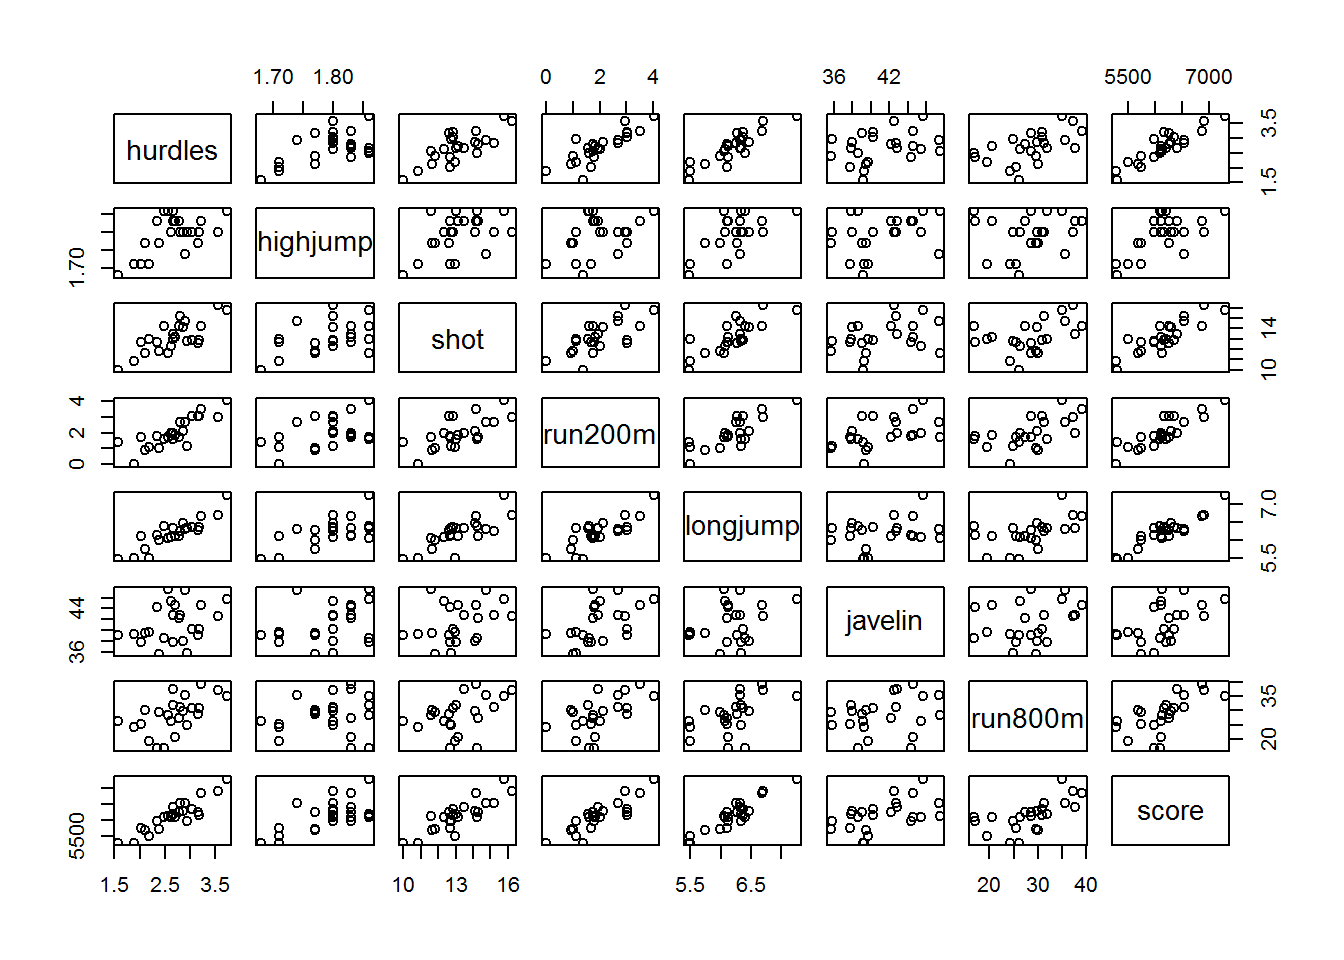 1.70 1.80 0 2 4 36 42 5500 7000
hurdles 1.5 3.5
1.70 highjump
shot 10 14
0 2 4 run200m
longjump 5.5 7.0
36 44 javelin
run800m 20 35
5500 score
1.5 2.5 3.5 10 13 16 5.5 6.5 20 30 40